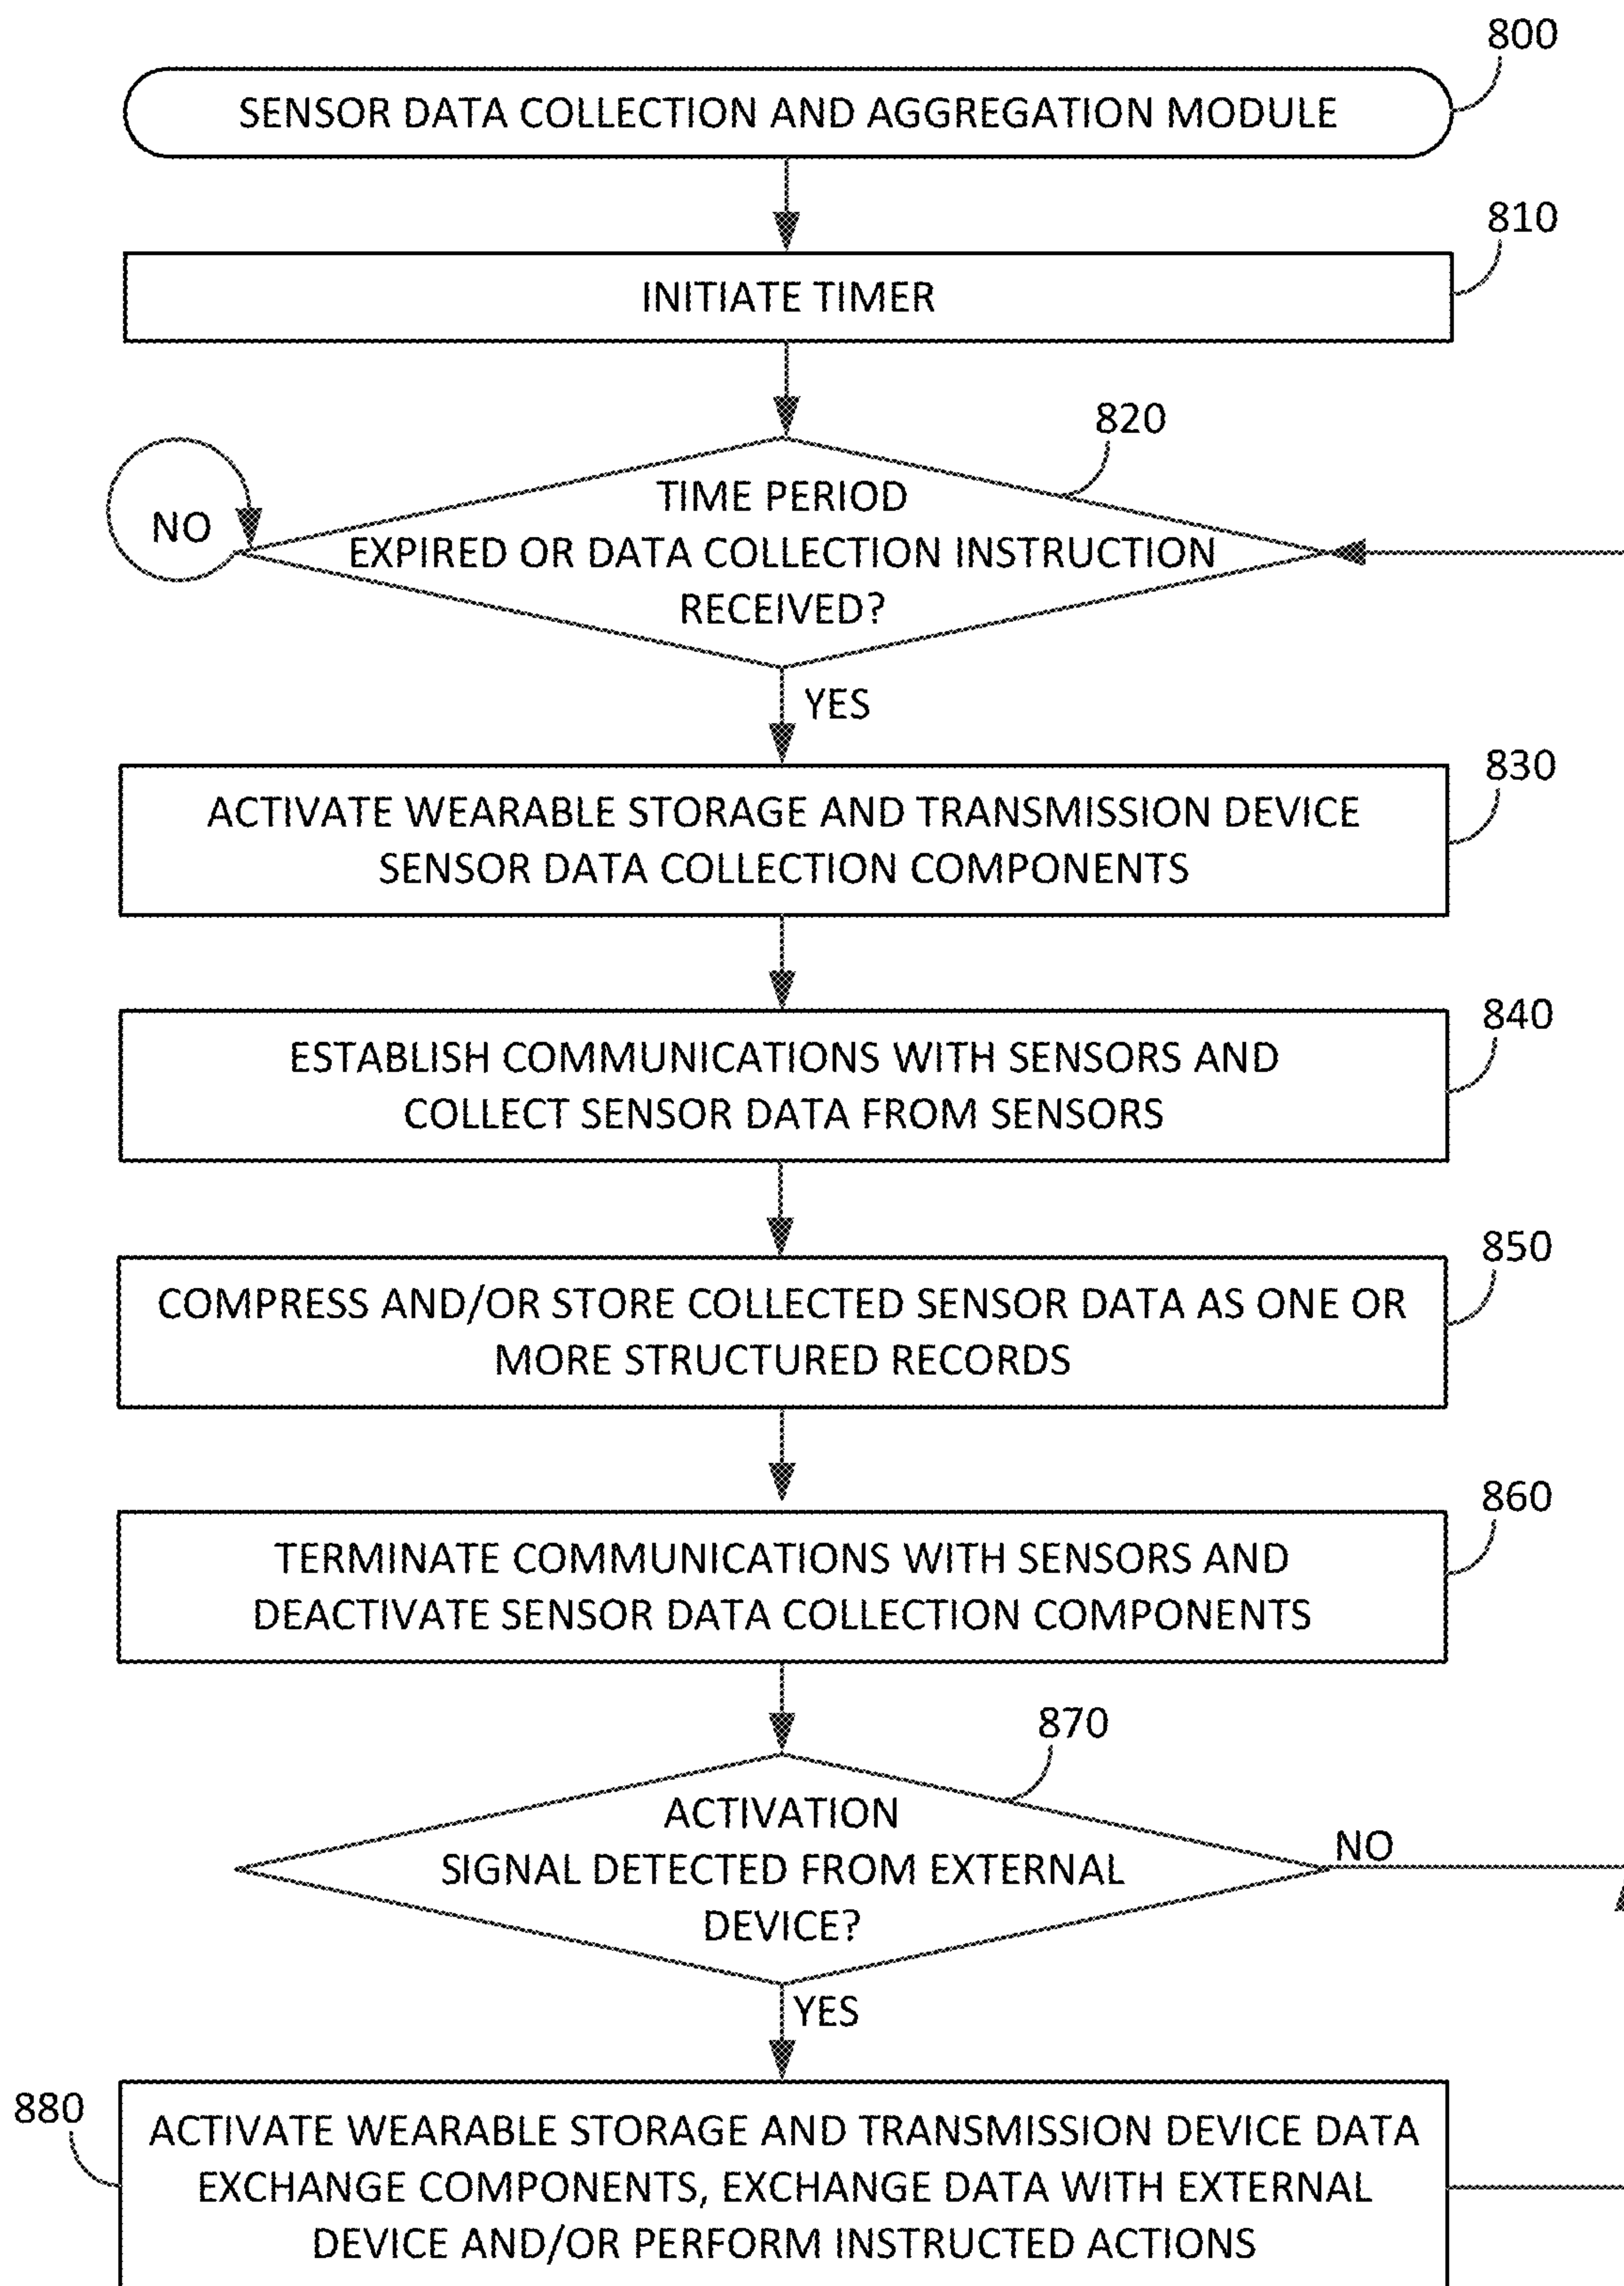 800
SENSOR DATA COLLECTION AND AGGREGATION MODULE
810
INITIATE TIMER
820
TIME PERIOD
NO
EXPIRED OR DATA COLLECTION INSTRUCTION
RECEIVED?
YES
830
ACTIVATE WEARABLE STORAGE AND TRANSMISSION DEVICE
SENSOR DATA COLLECTION COMPONENTS
840
ESTABLISH COMMUNICATIONS WITH SENSORS AND
COLLECT SENSOR DATA FROM SENSORS
850
COMPRESS AND/OR STORE COLLECTED SENSOR DATA AS ONE OR
MORE STRUCTURED RECORDS
860
TERMINATE COMMUNICATIONS WITH SENSORS AND
DEACTIVATE SENSOR DATA COLLECTION COMPONENTS
870
ACTIVATION
NO
SIGNAL DETECTED FROM EXTERNAL
DEVICE?
YES
880
ACTIVATE WEARABLE STORAGE AND TRANSMISSION DEVICE DATA
EXCHANGE COMPONENTS, EXCHANGE DATA WITH EXTERNAL
DEVICE AND/OR PERFORM INSTRUCTED ACTIONS